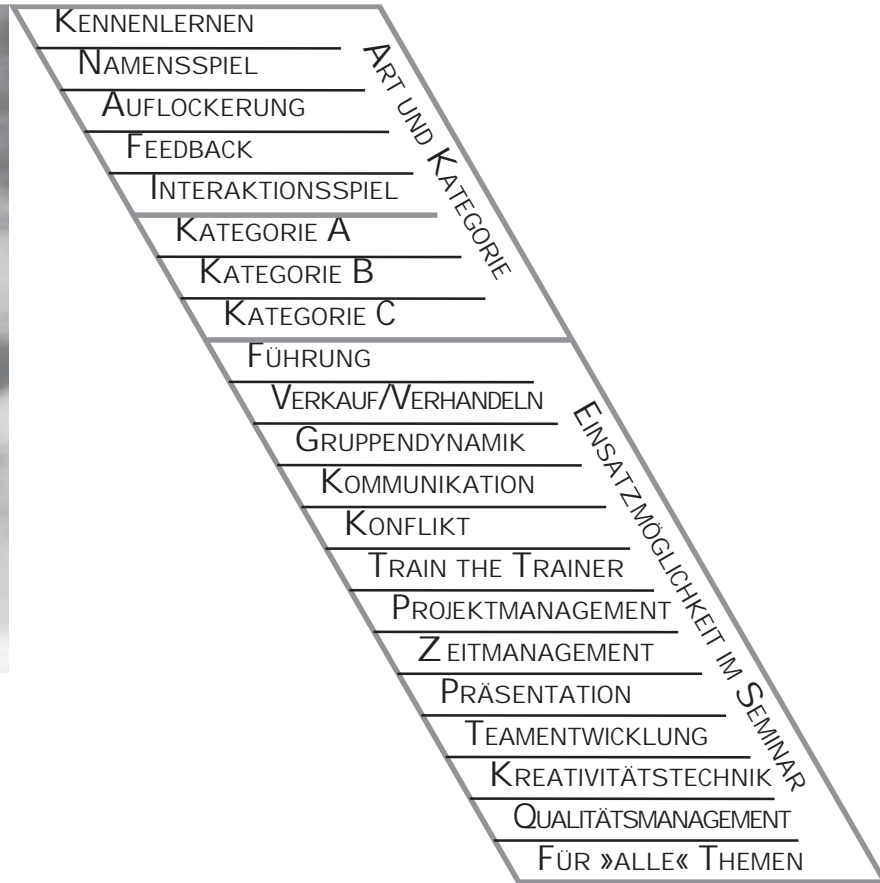 KENNENLERNEN
NAMENSSPIEL
AUFLOCKERUNG
FEEDBACK
INTERAKTIONSSPIEL
KATEGORIE A
KATEGORIE B
KATEGORIE C
ART UND KATEGORIE
FÜHRUNG
VERKAUF/VERHANDELN
GRUPPENDYNAMIK
KOMMUNIKATION
KONFLIKT
TRAIN THE TRAINER
PROJEKTMANAGEMENT
ZEITMANAGEMENT
PRÄSENTATION
TEAMENTWICKLUNG
KREATIVITÄTSTECHNIK
QUALITÄTSMANAGEMENT
FÜR »ALLE« THEMEN
EINSATZMÖGLICHKEIT IM SEMINAR